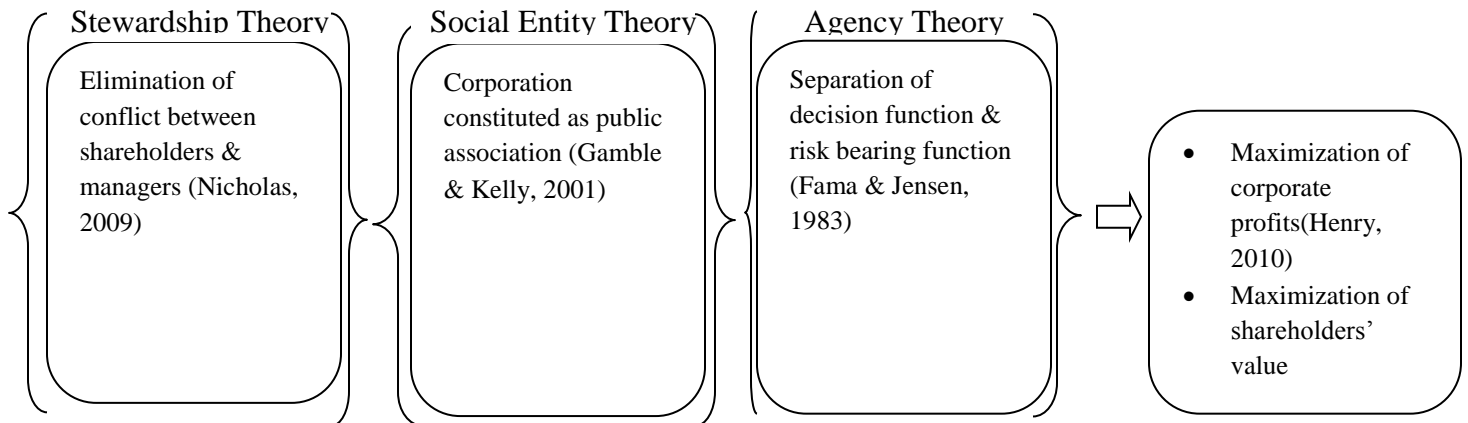 Stewardship Theory
Elimination of
conflict between
shareholders &
managers (Nicholas,
2009)
Social Entity Theory
Corporation
constituted as public
association (Gamble
& Kelly, 2001)
Agency Theory
Separation of
decision function &
risk bearing function
(Fama & Jensen,
1983)
• Maximization of
corporate
profits(Henry,
2010)
• Maximization of
shareholders’
value